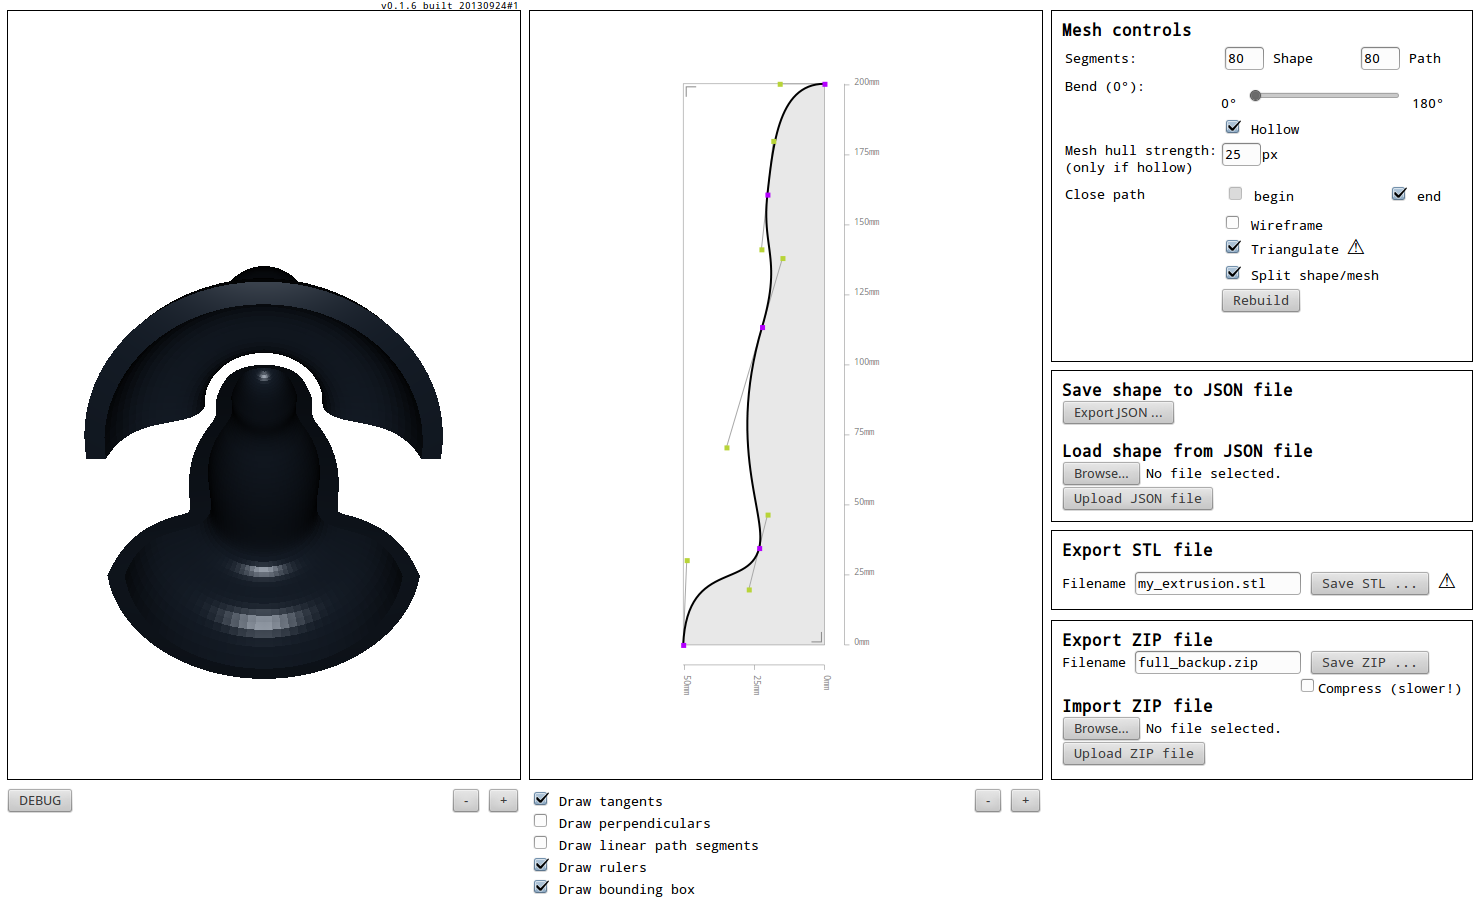 v0.1.6 built 20130924#1
200mm
175mm
150mm
125mm
100mm
75mm
50mm
25mm
0mm
50mm
25mm
0mm
DEBUG
-
+
Draw tangents
Draw perpendiculars
Draw linear path segments
Draw rulers
Draw bounding box
-
+
Mesh controls
Segments: 80 Shape 80 Path
Bend (0°):
0° 180°
Hollow
Mesh hull strength: 25 px
(only if hollow)
Close path begin end
Wireframe
Triangulate ⚠
Split shape/mesh
Rebuild
Save shape to JSON file
Export JSON ...
Load shape from JSON file
Browse... No file selected.
Upload JSON file
Export STL file
Filename my_extrusion.stl Save STL ... ⚠
Export ZIP file
Filename full_backup.zip Save ZIP ...
Compress (slower!)
Import ZIP file
Browse... No file selected.
Upload ZIP file